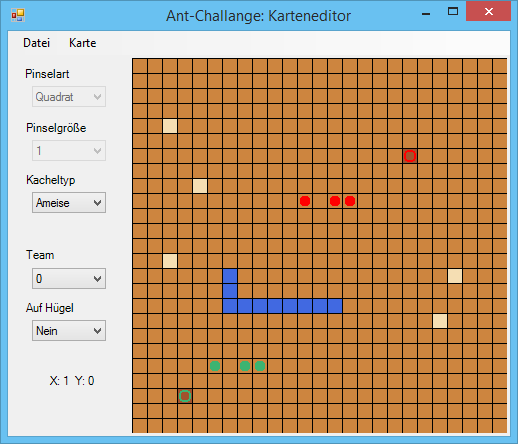 Ant-Challange: Karteneditor
Datei Karte
Pinselart
Quadrat
Pinselgröße
1
Kacheltyp
Ameise
Team
0
Auf Hügel
Nein
X: 1 Y: 0